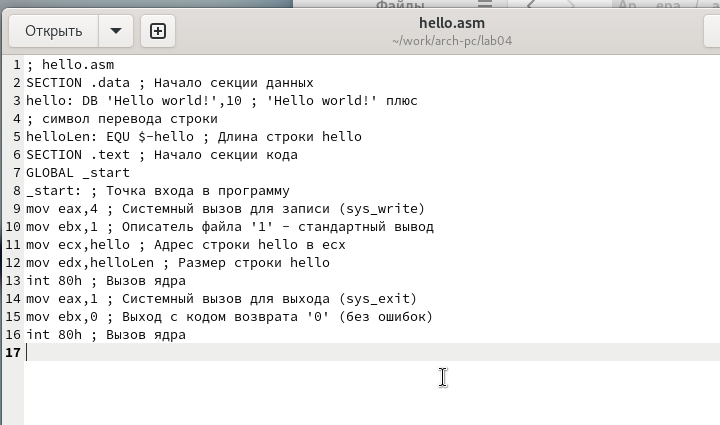 Файлы
Открыть
hello.asm
~/work/arch-pc/lab04
1 ; hello.asm
2 SECTION .data ; Начало секции данных
3 hello: DB 'Hello world!',10 ; 'Hello world!' плюс
4 ; символ перевода строки
5 helloLen: EQU $-hello ; Длина строки hello
6 SECTION .text ; Начало секции кода
7 GLOBAL _start
8 _start: ; Точка входа в программу
9 mov eax,4 ; Системный вызов для записи (sys_write)
10 mov ebx,1 ; Описатель файла '1' - стандартный вывод
11 mov ecx,hello ; Адрес строки hello в ecx
12 mov edx,helloLen ; Размер строки hello
13 int 80h ; Вызов ядра
14 mov eax,1 ; Системный вызов для выхода (sys_exit)
15 mov ebx,0 ; Выход с кодом возврата '0' (без ошибок)
16 int 80h ; Вызов ядра
17